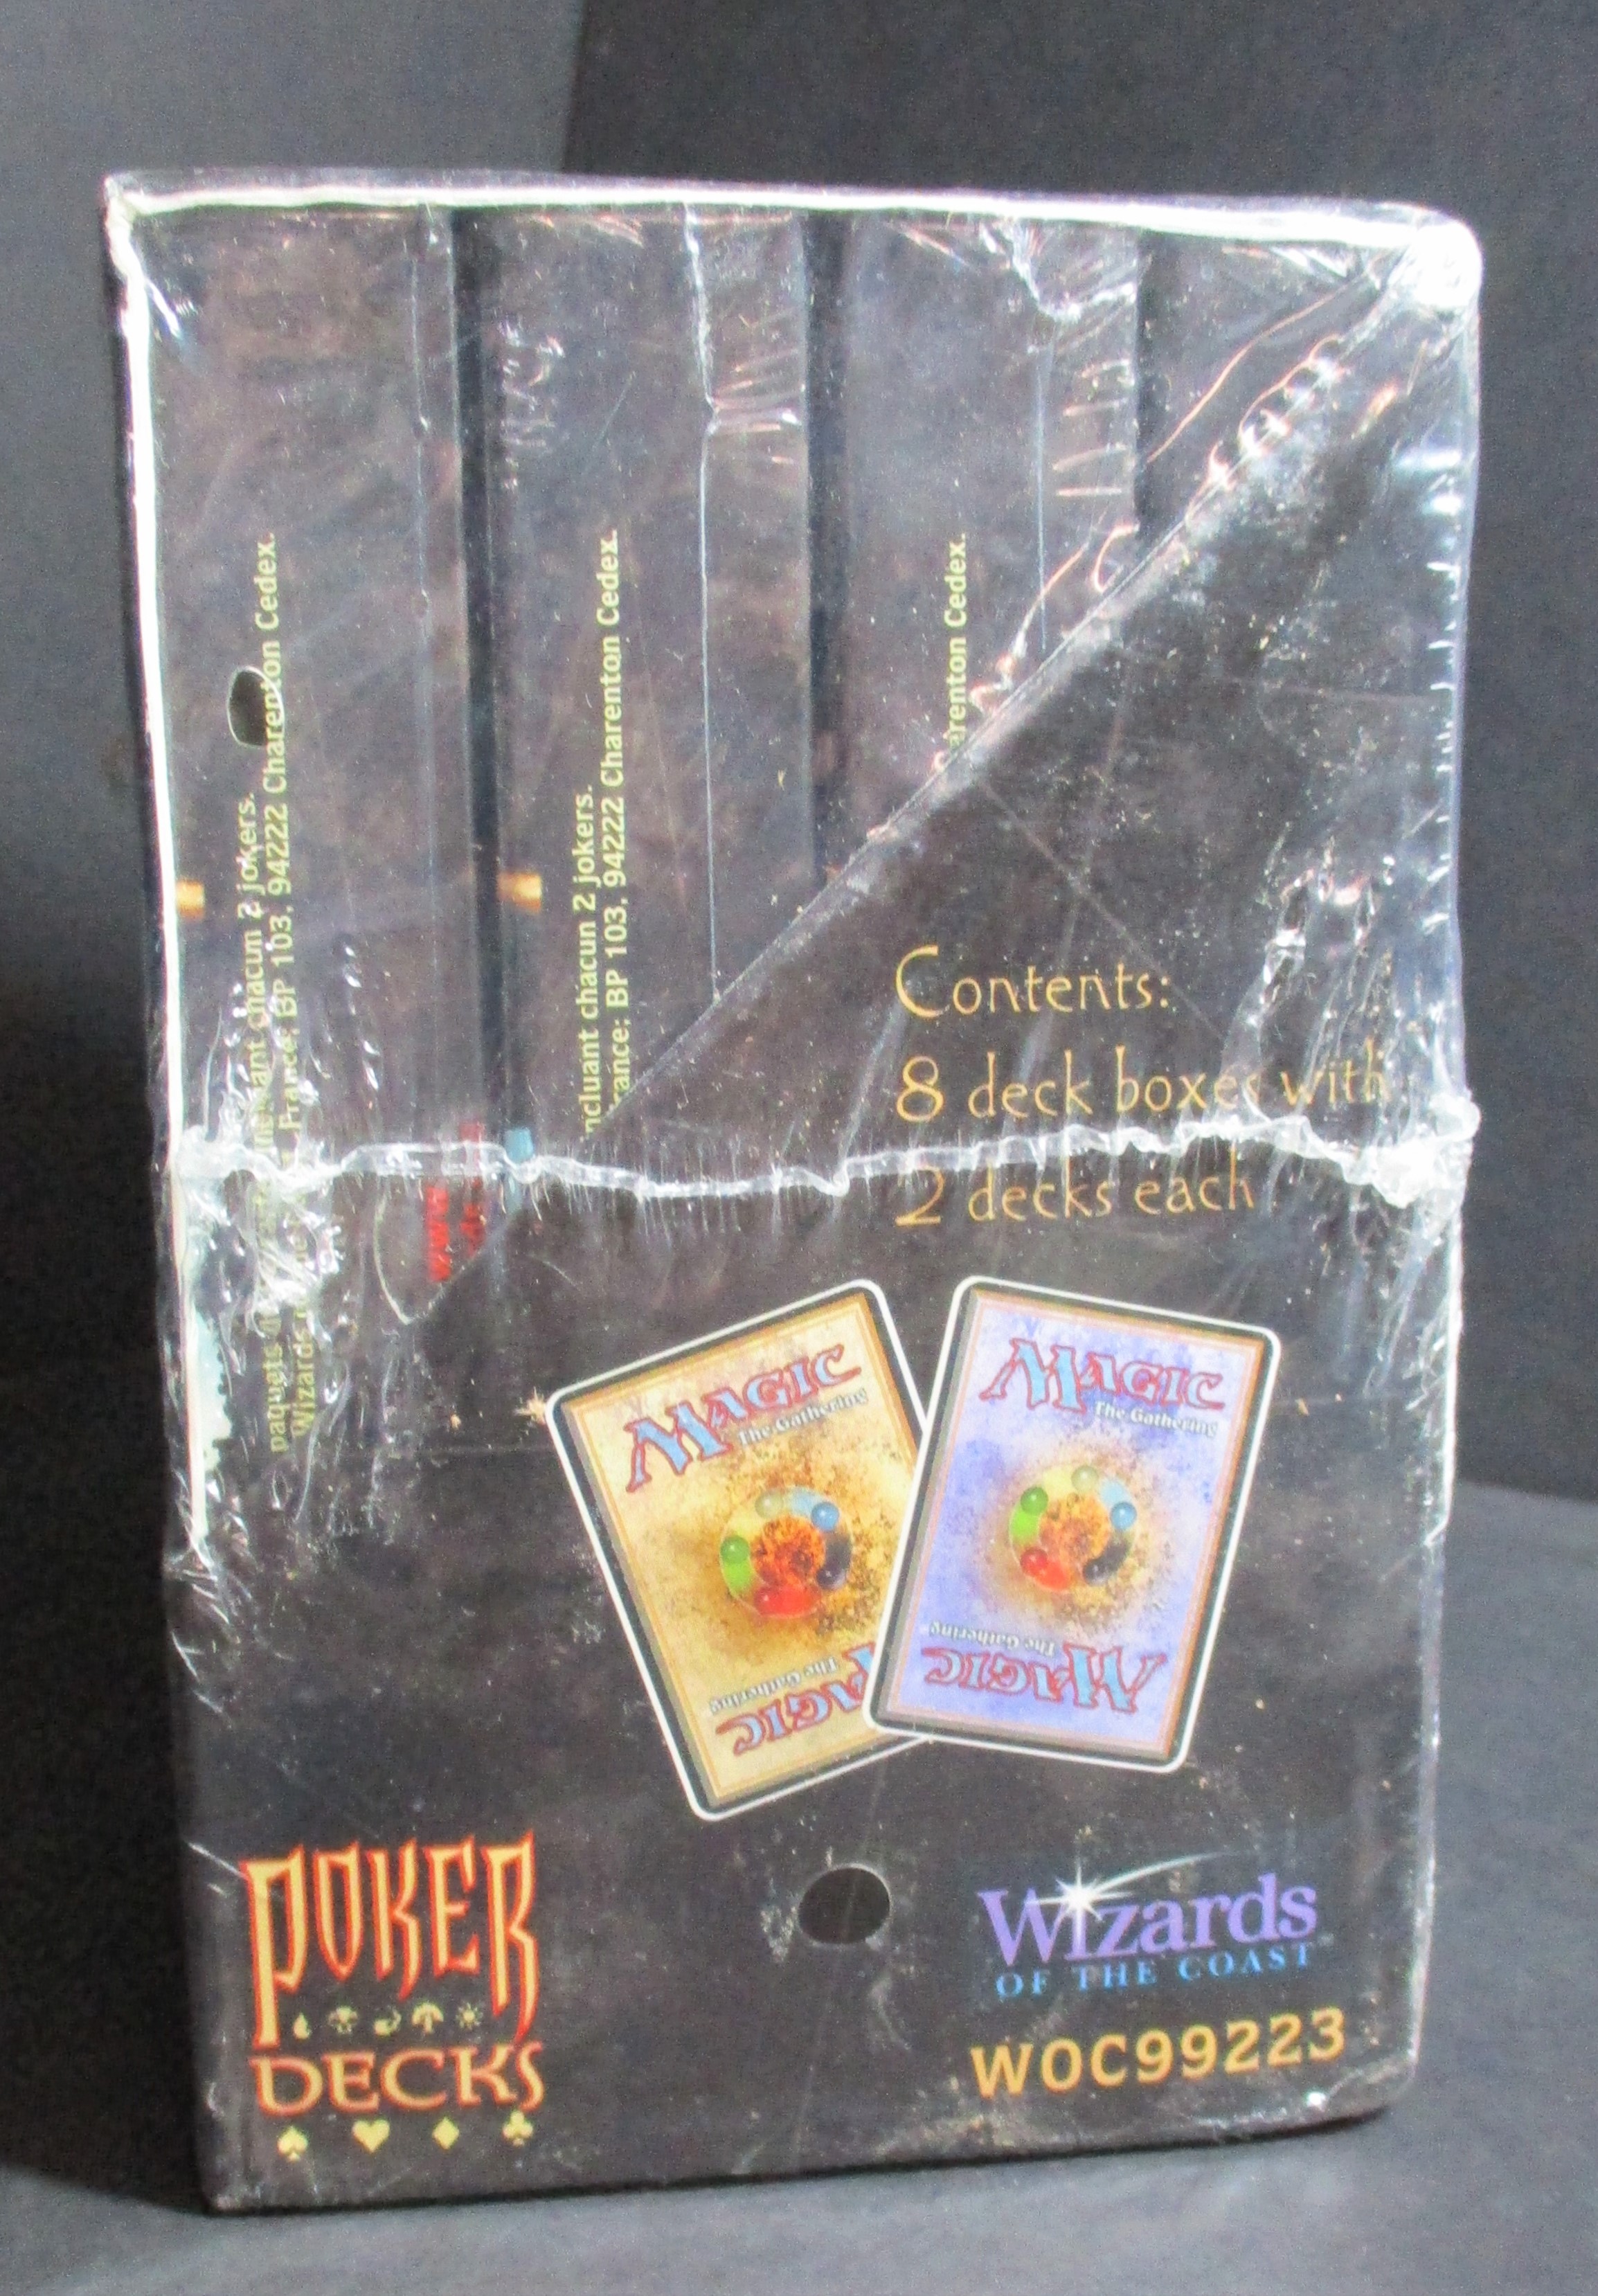 chacun 2 jokers.
France: BP 103, 94222 Charenton Cedex.
paquets
Wizards
www.
incluant chacun 2 jokers.
France: BP 103, 94222 Charenton Cedex.
Charenton Cedex.
Contents:
8 deck boxes with
2 decks each
MAGIC
The Gathering
MAGIC
The Gathering
MAGIC
The Gathering
MAGIC
The Gathering
POKER
DECKS
Wizards
OF THE COAST
WOC99223